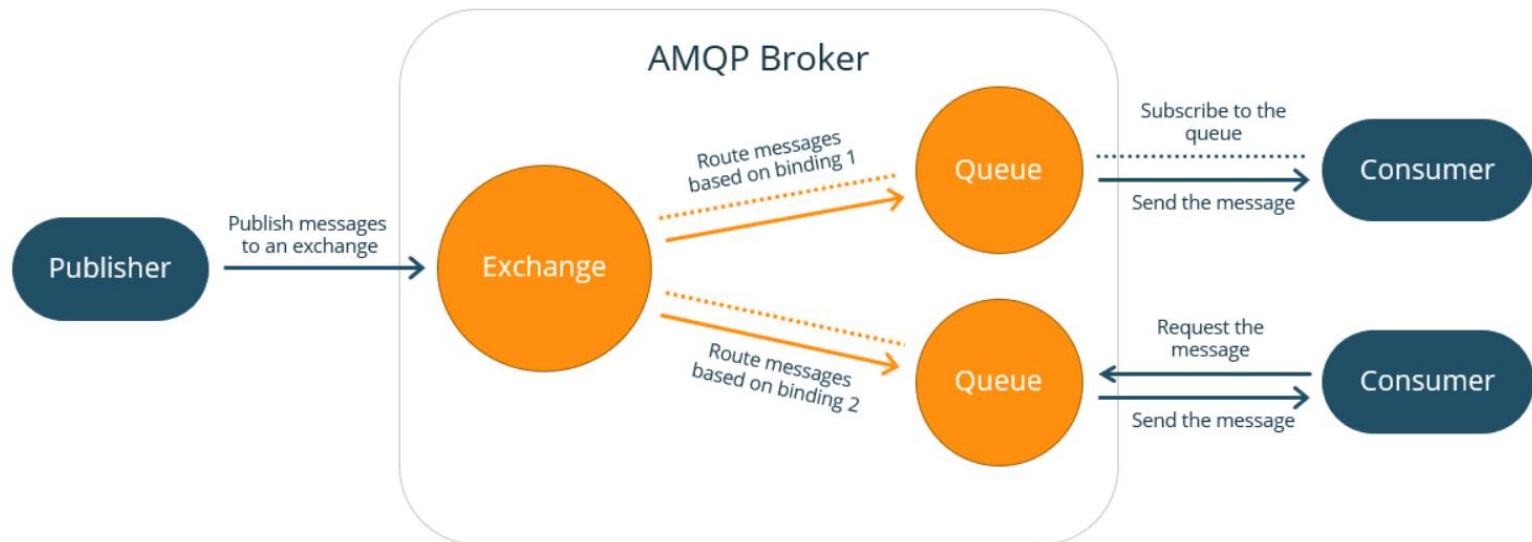 AMQP Broker
Publisher
Publish messages
to an exchange
Exchange
Route messages
based on binding 1
Queue
Subscribe to the
queue
Send the message
Consumer
Route messages
based on binding 2
Queue
Request the
message
Send the message
Consumer